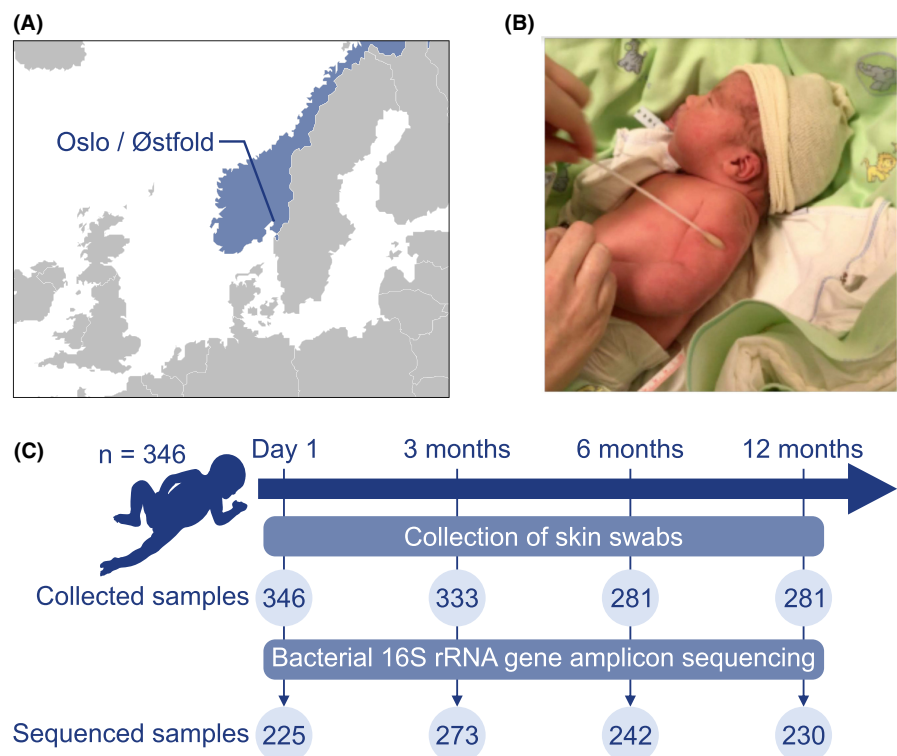 (A)
(B)
Oslo / Østfold
(C)
n = 346
Day 1
3 months
6 months
12 months
Collection of skin swabs
Collected samples
346
333
281
281
Bacterial 16S rRNA gene amplicon sequencing
Sequenced samples
225
273
242
230